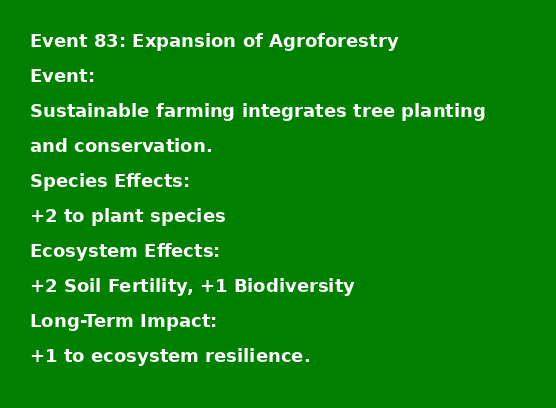 Event 83: Expansion of Agroforestry
Event:
Sustainable farming integrates tree planting
and conservation.
Species Effects:
+2 to plant species
Ecosystem Effects:
+2 Soil Fertility, +1 Biodiversity
Long-Term Impact:
+1 to ecosystem resilience.